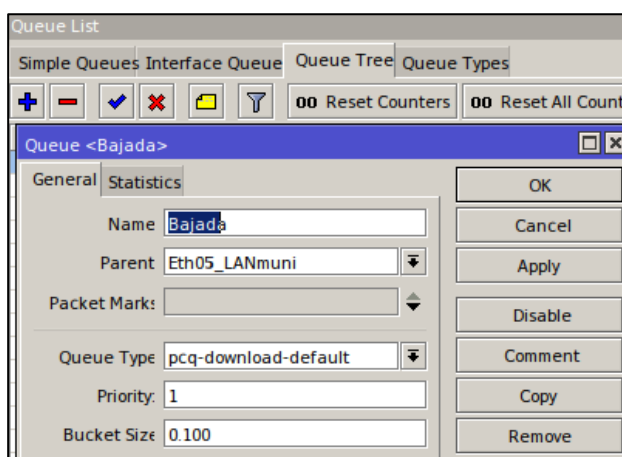 Queue List
Simple Queues Interface Queue Queue Tree Queue Types
00 Reset Counters 00 Reset All Count
Queue <Bajada>
General Statistics
OK
Name Bajada
Cancel
Parent Eth05_LANmuni
Apply
Packet Marks
Disable
Queue Type pcq-download-default
Comment
Priority: 1
Copy
Bucket Size 0.100
Remove